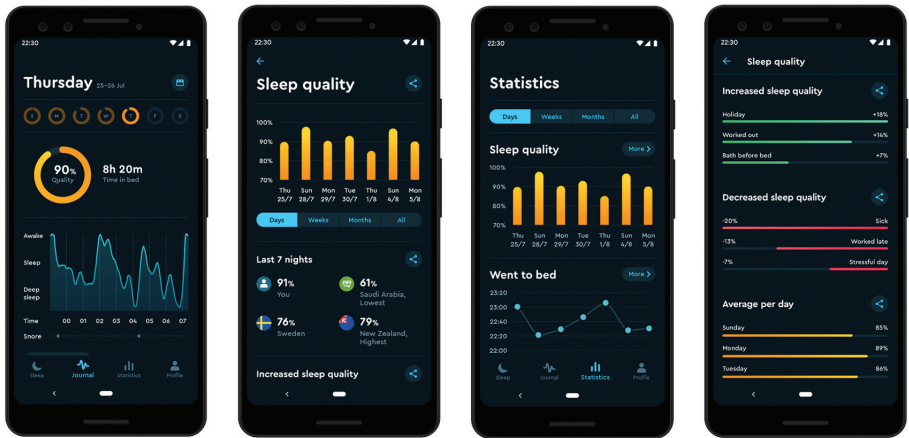 22:30
Thursday 25-26 Jul
S M T W T F S
90%
Quality
8h 20m
Time in bed
Awake
Sleep
Deep
sleep
Time 00 01 02 03 04 05 06 07
Snore
Sleep Journal Statistics Profile
22:30
Sleep quality
100%
90%
80%
70%
Thu Sun Mon Tue Thu Sun Mon
25/7 28/7 29/7 30/7 1/8 4/8 5/8
Days Weeks Months All
Last 7 nights
91%
You
61%
Saudi Arabia,
Lowest
76%
Sweden
79%
New Zealand,
Highest
Increased sleep quality
22:30
Statistics
Days Weeks Months All
Sleep quality More
100%
90%
80%
70%
Thu Sun Mon Tue Thu Sun Mon
25/7 28/7 29/7 30/7 1/8 4/8 5/8
Went to bed More
23:20
23:00
22:40
22:20
22:00
Sleep Journal Statistics Profile
22:30
Sleep quality
Increased sleep quality
Holiday +18%
Worked out +14%
Bath before bed +7%
Decreased sleep quality
-20% Sick
-13% Worked late
-7% Stressful day
Average per day
Sunday 85%
Monday 89%
Tuesday 86%